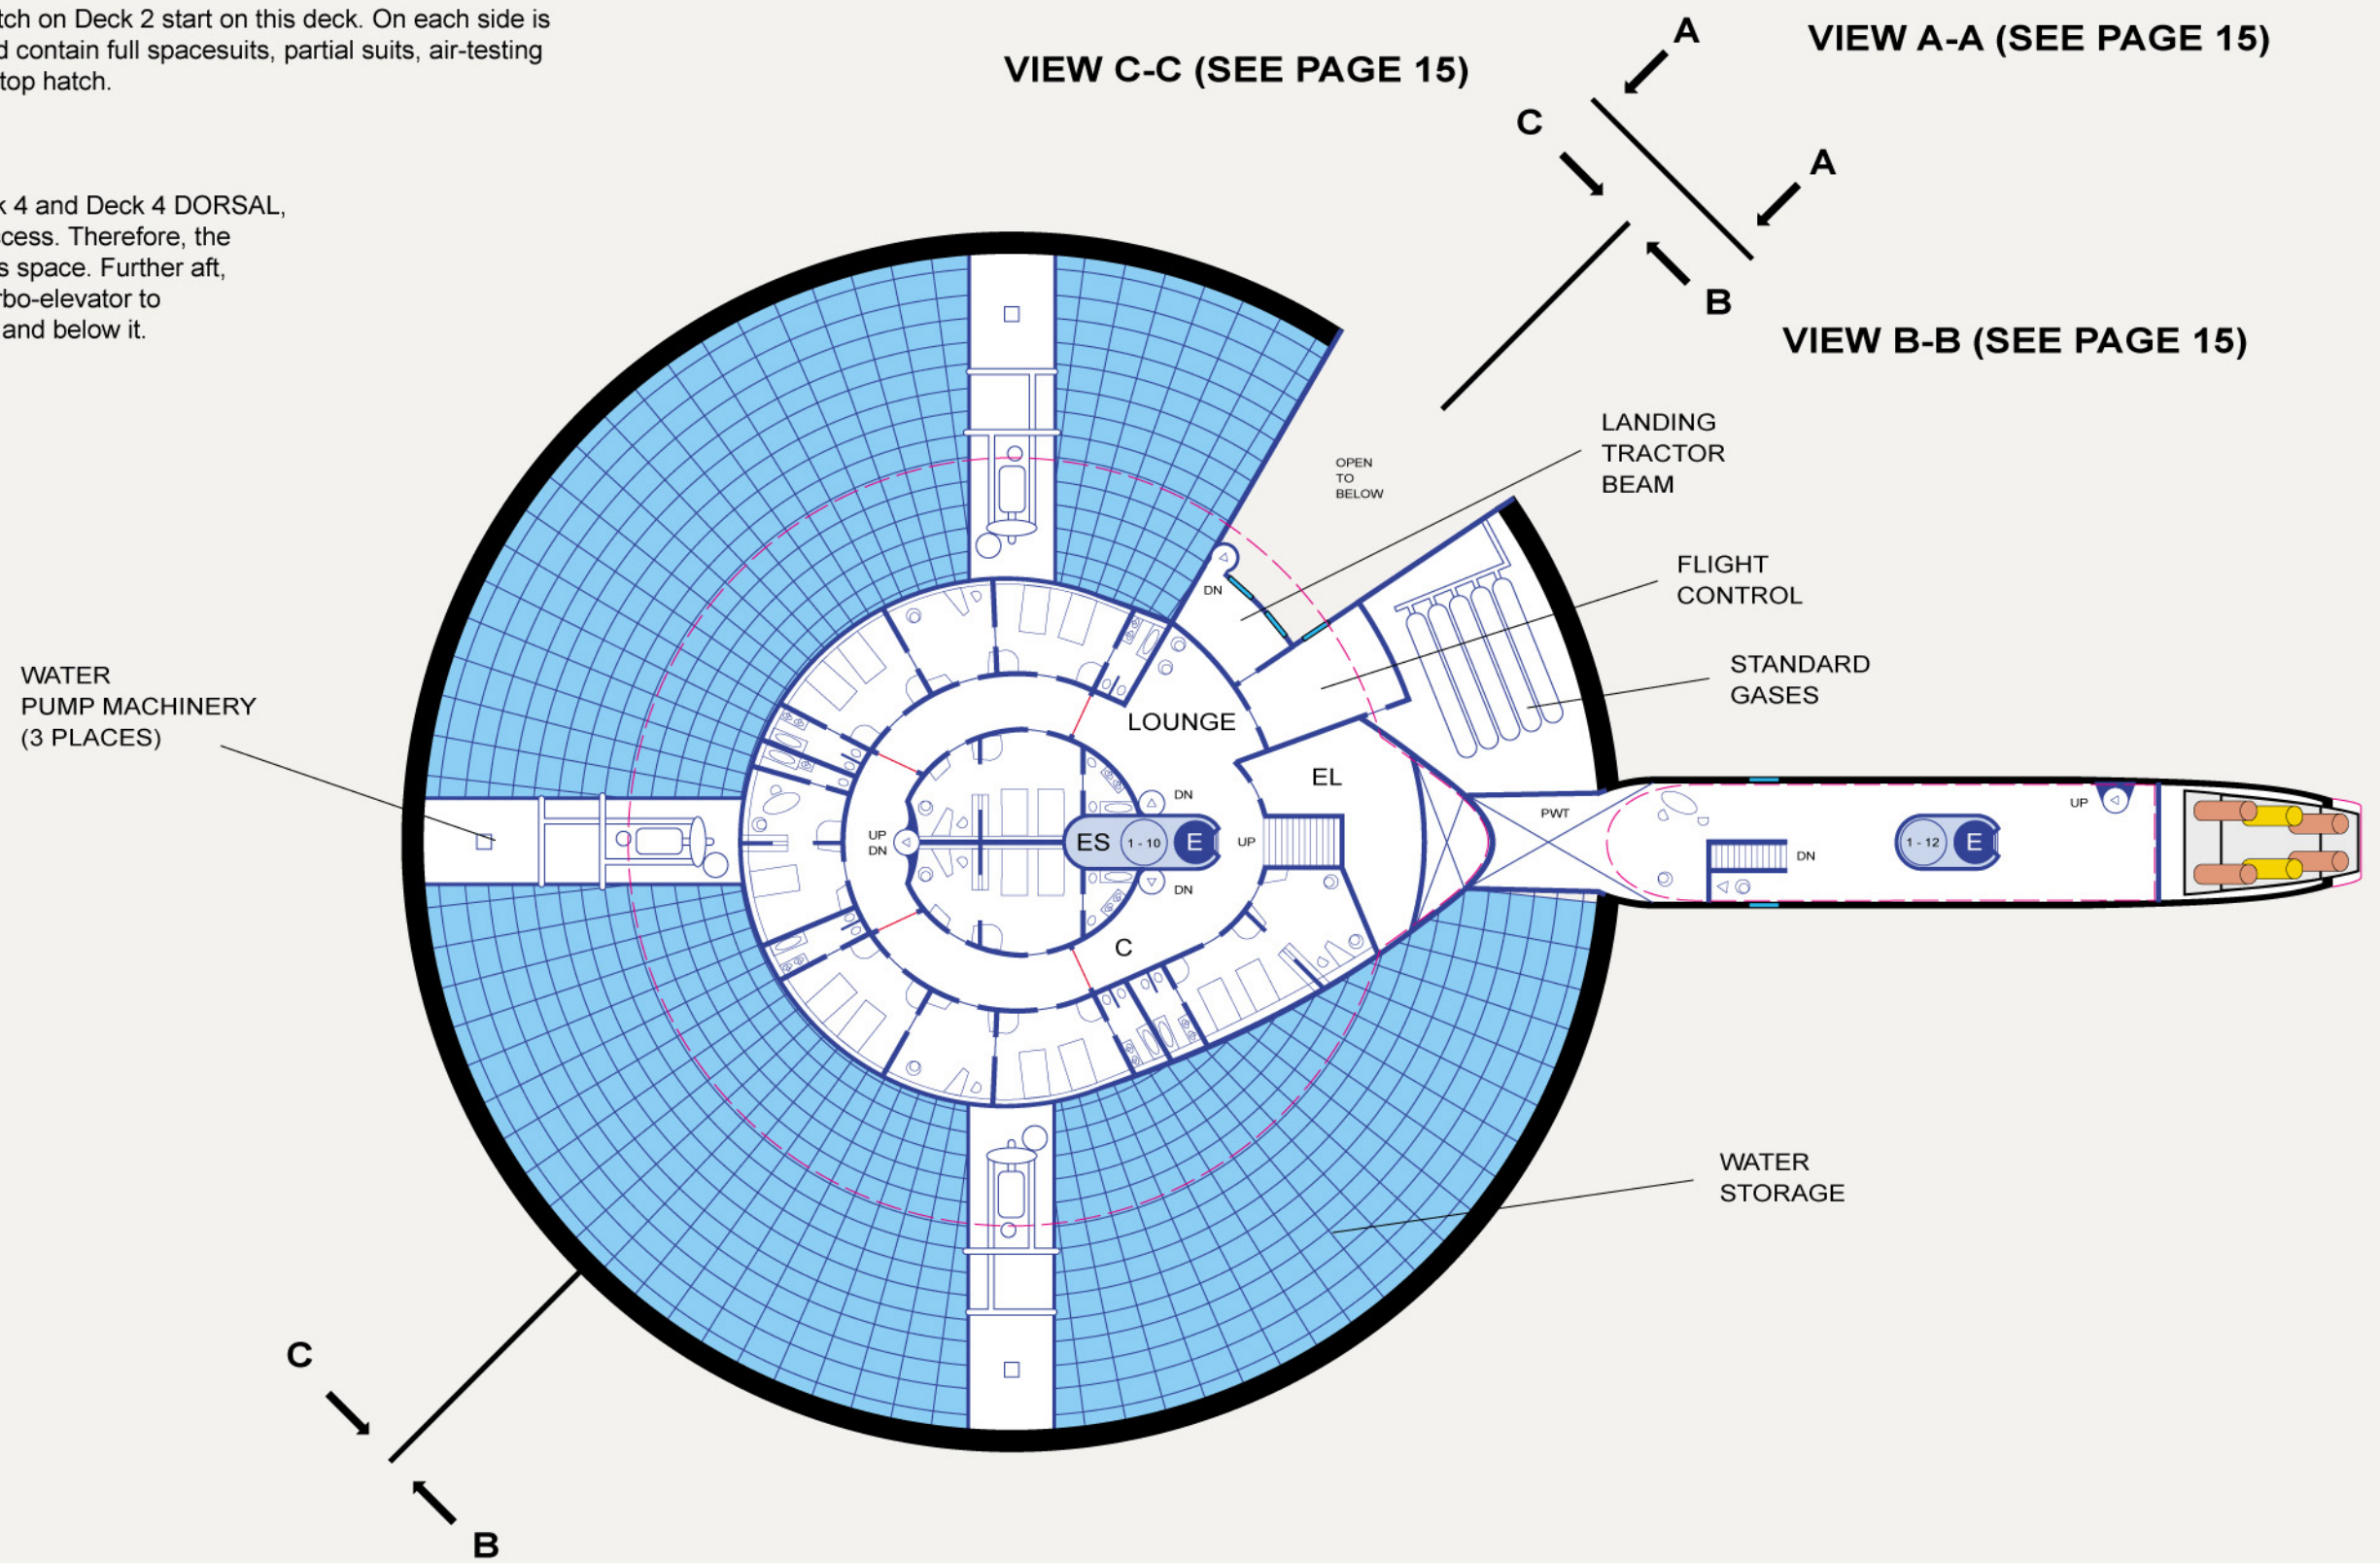 tch on Deck 2 start on this deck. On each side is
d contain full spacesuits, partial suits, air-testing
top hatch.
k 4 and Deck 4 DORSAL,
cess. Therefore, the
s space. Further aft,
rbo-elevator to
and below it.
VIEW C-C (SEE PAGE 15)
A
VIEW A-A (SEE PAGE 15)
C
A
B
VIEW B-B (SEE PAGE 15)
LANDING
TRACTOR
BEAM
OPEN
TO
BELOW
FLIGHT
CONTROL
DN
STANDARD
GASES
WATER
PUMP MACHINERY
(3 PLACES)
LOUNGE
EL
DN
UP
DN
ES
1 - 10
E
UP
PWT
UP
DN
1 - 12
E
DN
C
WATER
STORAGE
C
B